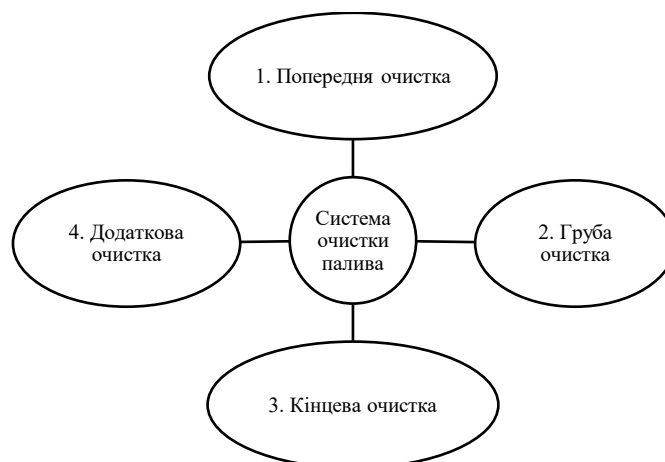 1. Попередня очистка
4. Додаткова
очистка
Система
очистки
палива
2. Груба
очистка
3. Кінцева очистка